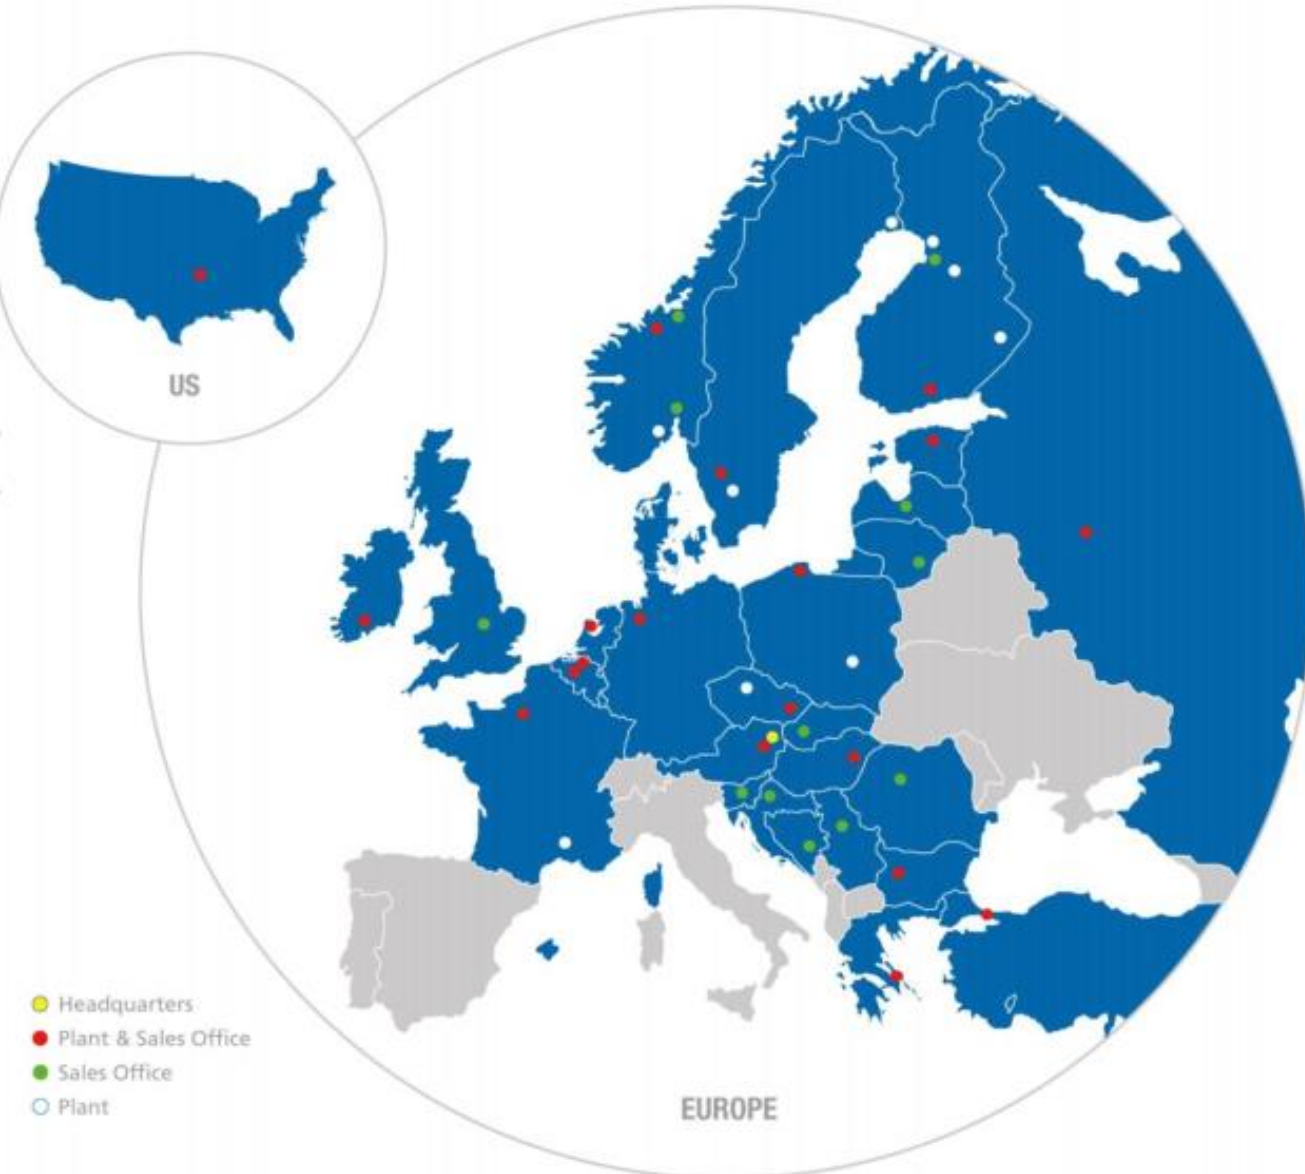 US
Headquarters
Plant & Sales Office
Sales Office
Plant
EUROPE